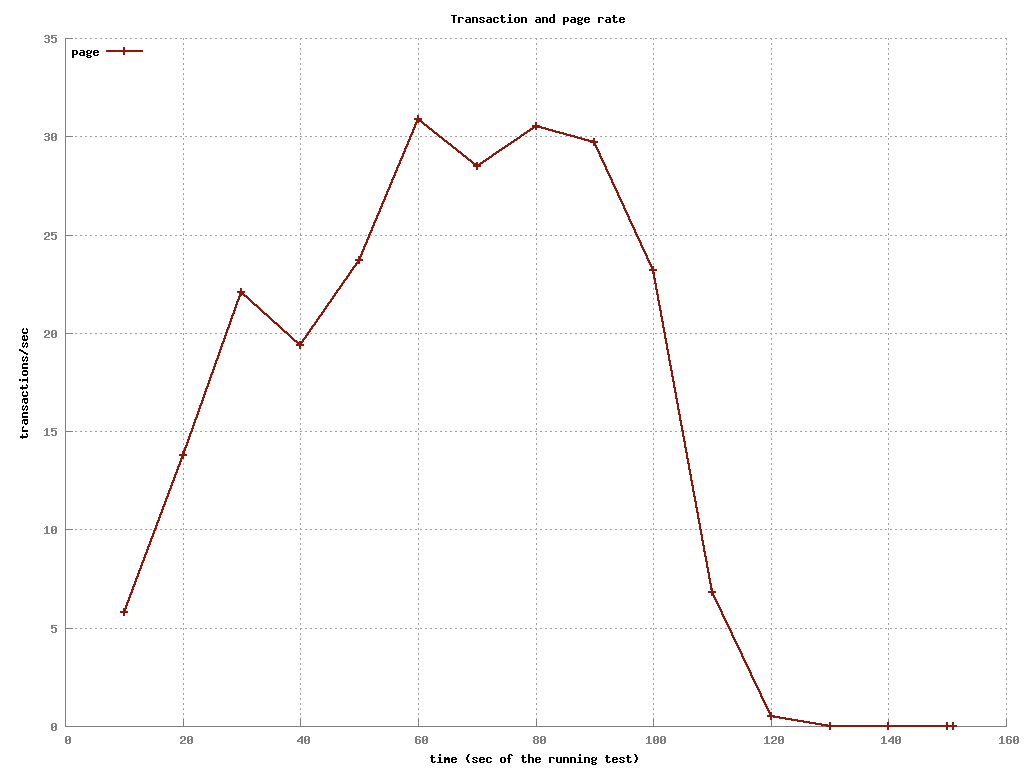 Transaction and page rate
35
page
30
25
20
15
10
5
0
transactions/sec
0 20 40 60 80 100 120 140 160
time (sec of the running test)